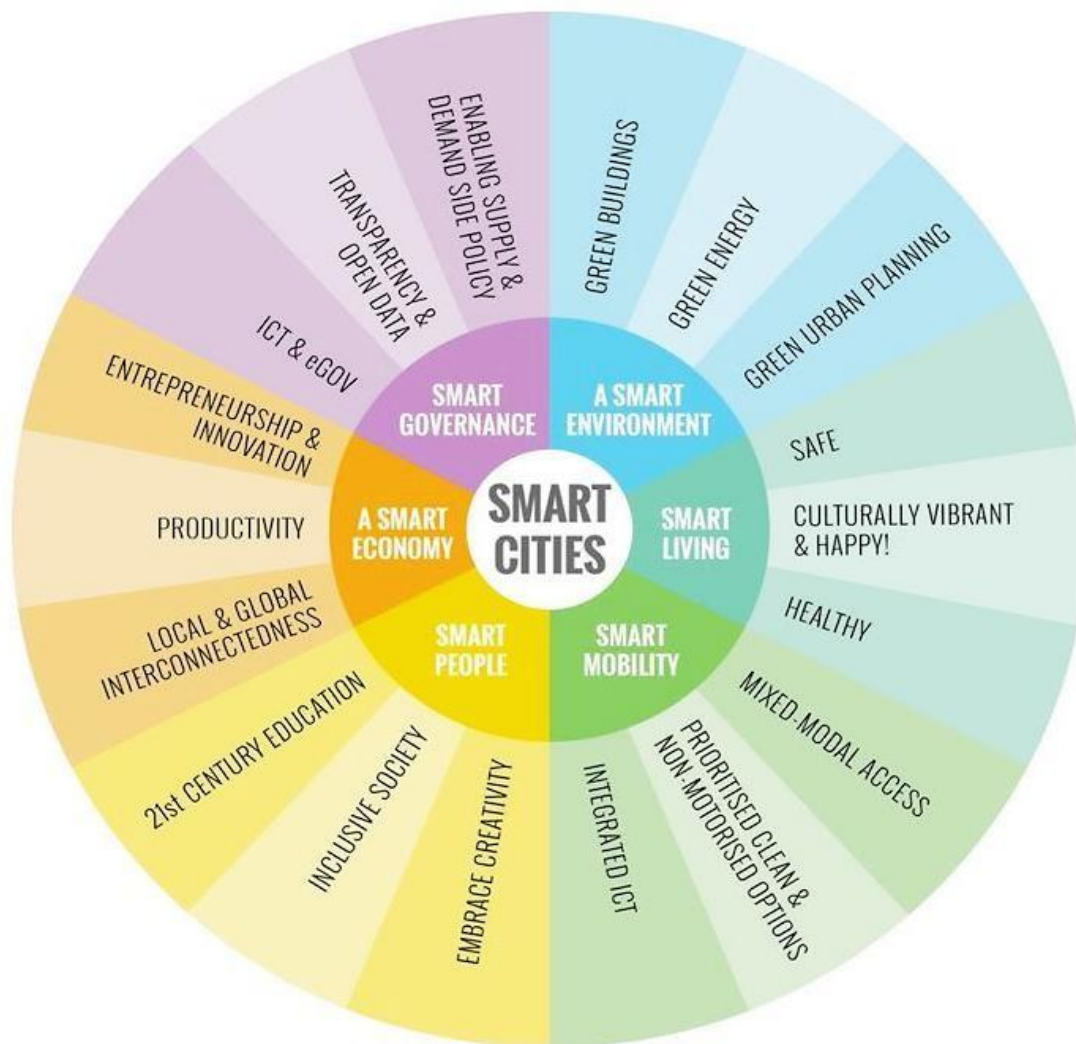 SMART
CITIES
A SMART
ENVIRONMENT
GREEN BUILDINGS
GREEN ENERGY
GREEN URBAN PLANNING
SMART
LIVING
SAFE
CULTURALLY VIBRANT
& HAPPY!
HEALTHY
SMART
MOBILITY
MIXED-MODAL ACCESS
PRIORITISED CLEAN &
NON-MOTORISED OPTIONS
INTEGRATED ICT
SMART
PEOPLE
EMBRACE CREATIVITY
INCLUSIVE SOCIETY
21st CENTURY EDUCATION
A SMART
ECONOMY
LOCAL & GLOBAL
INTERCONNECTEDNESS
PRODUCTIVITY
ENTREPRENEURSHIP &
INNOVATION
SMART
GOVERNANCE
ICT & eGOV
TRANSPARENCY &
OPEN DATA
ENABLING SUPPLY &
DEMAND SIDE POLICY